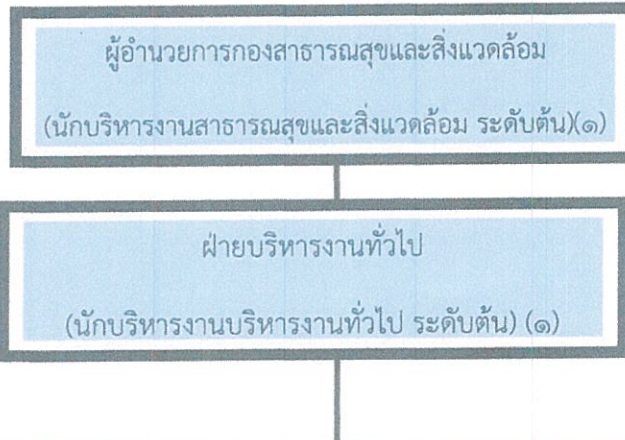 ผู้อำนวยการกองสาธารณสุขและสิ่งแวดล้อม
(นักบริหารงานสาธารณสุขและสิ่งแวดล้อม ระดับต้น)(๑)
ฝ่ายบริหารงานทั่วไป
(นักบริหารงานบริหารงานทั่วไป ระดับต้น) (๑)